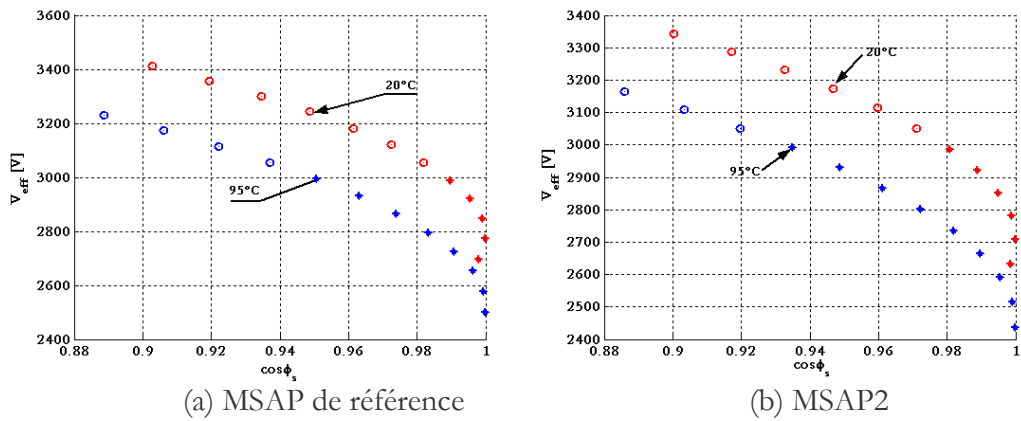 3600
3400
3200
3000
2800
2600
2400
V_eff [V]
20°C
95°C
0.88 0.9 0.92 0.94 0.96 0.98 1
cosϕ_s
(a) MSAP de référence
3400
3300
3200
3100
3000
2900
2800
2700
2600
2500
2400
V_eff [V]
20°C
95°C
0.88 0.9 0.92 0.94 0.96 0.98 1
cosϕ_s
(b) MSAP2